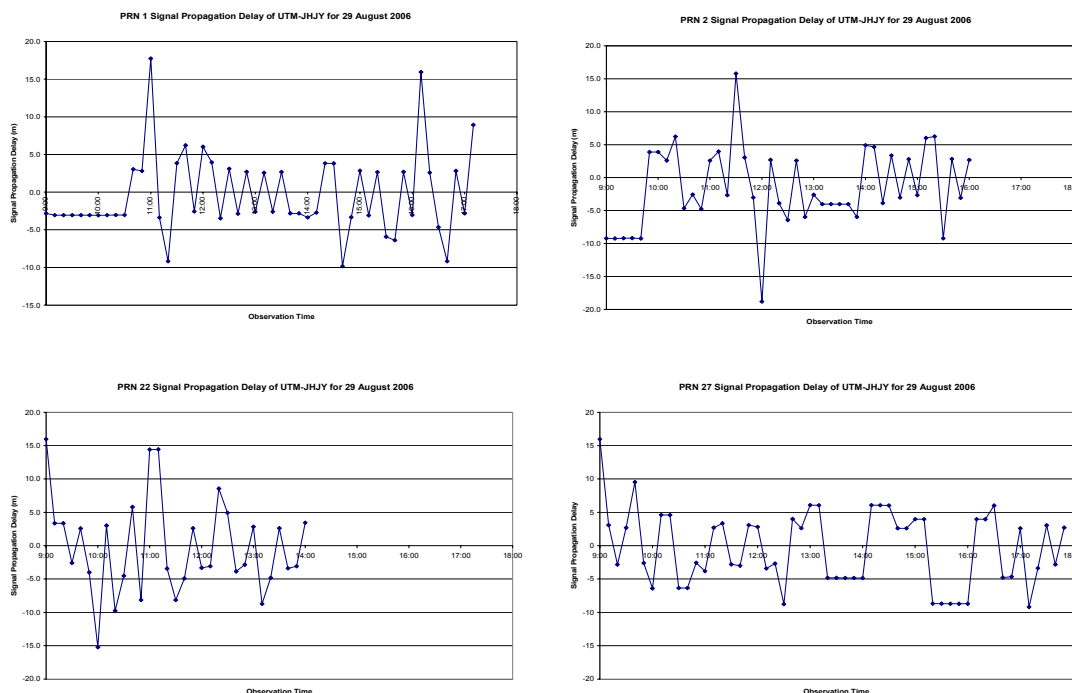 PRN 1 Signal Propagation Delay of UTM-JHJY for 29 August 2006
20.0
15.0
10.0
5.0
0.0
-5.0
-10.0
-15.0
Signal Propagation Delay (m)
9:00 10:00 11:00 12:00 13:00 14:00 15:00 16:00 17:00 18:00
Observation Time
PRN 2 Signal Propagation Delay of UTM-JHJY for 29 August 2006
20.0
15.0
10.0
5.0
0.0
-5.0
-10.0
-15.0
-20.0
Signal Propagation Delay (m)
9:00 10:00 11:00 12:00 13:00 14:00 15:00 16:00 17:00
Observation Time
PRN 22 Signal Propagation Delay of UTM-JHJY for 29 August 2006
20.0
15.0
10.0
5.0
0.0
-5.0
-10.0
-15.0
-20.0
Signal Propagation Delay (m)
9:00 10:00 11:00 12:00 13:00 14:00 15:00 16:00 17:00 18:00
Observation Time
PRN 27 Signal Propagation Delay of UTM-JHJY for 29 August 2006
20
15
10
5
0
-5
-10
-15
-20
Signal Propagation Delay
9:00 10:00 11:00 12:00 13:00 14:00 15:00 16:00 17:00
Observation Time